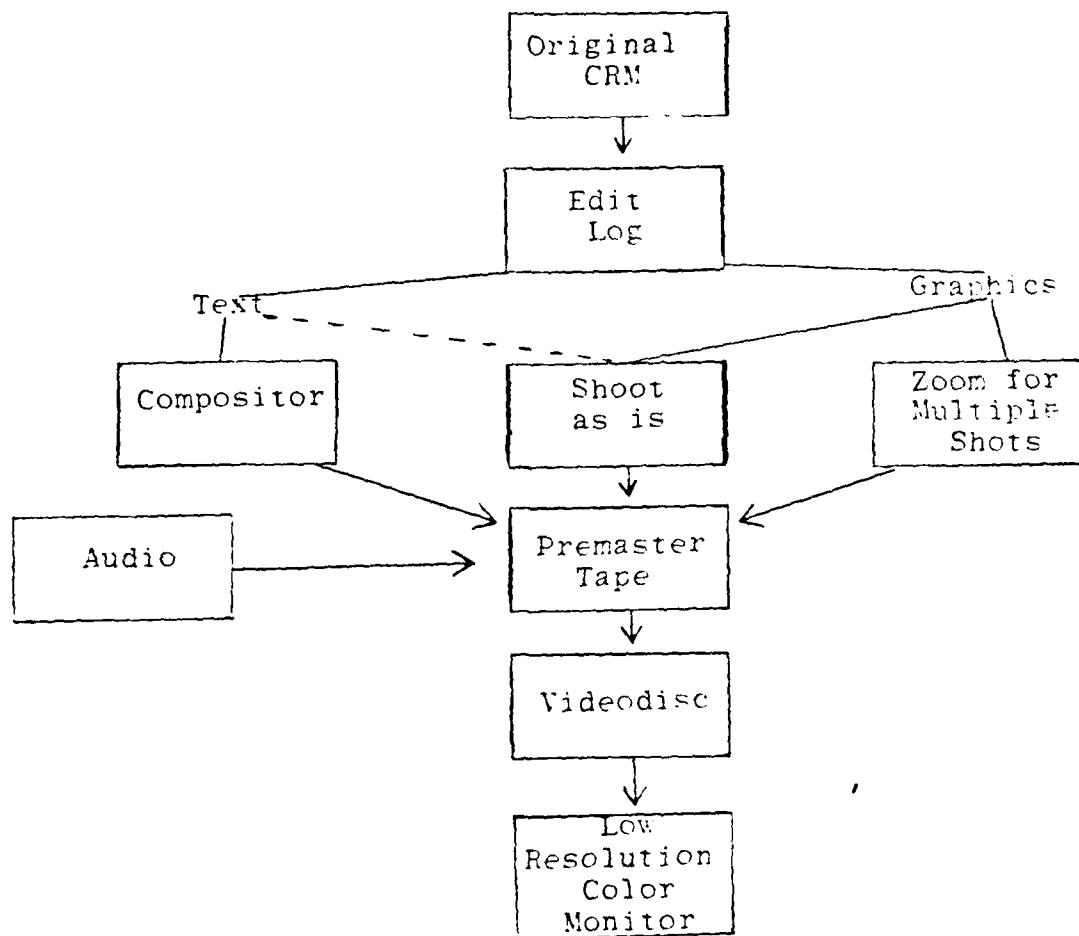 Original
CRM
Edit
Log
Text
Graphics
Compositor
Shoot
as is
Zoom for
Multiple
Shots
Audio
Premaster
Tape
Videodisc
Low
Resolution
Color
Monitor